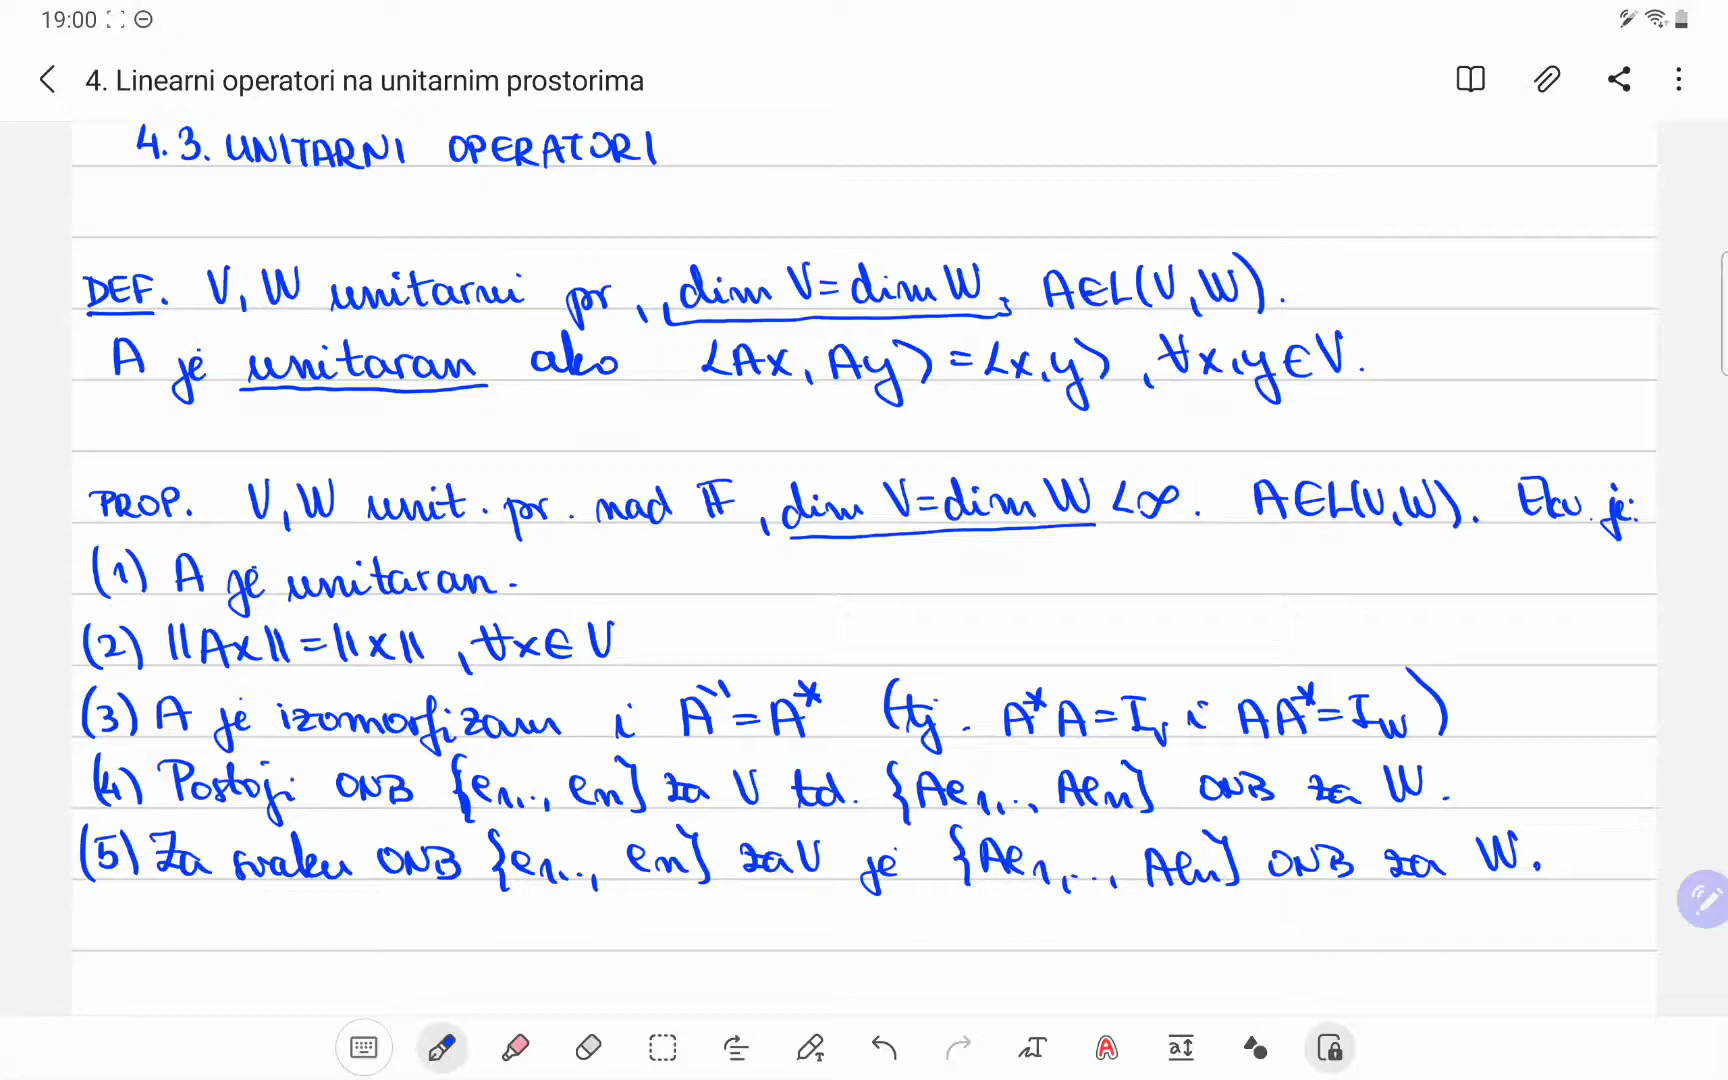 19:00
4. Linearni operatori na unitarnim prostorima
4.3. UNITARNI OPERATORI
DEF. V, W unitarni pr., dim V = dim W, A∈L(V,W).
A je unitaran ako <Ax, Ay> = <x,y>, ∀x,y∈V.
PROP. V, W unit. pr. nad 𝔽, dim V = dim W < ∞. A∈L(V,W). Ekv. je:
(1) A je unitaran.
(2) ||Ax|| = ||x||, ∀x∈V
(3) A je izomorfizam i A⁻¹ = A* (tj. A*A = I_V i AA* = I_W)
(4) Postoji ONB {e₁,..., en} za V td. {Ae₁,..., Aen} ONB za W.
(5) Za svaku ONB {e₁,..., en} za V je {Ae₁,..., Aen} ONB za W.